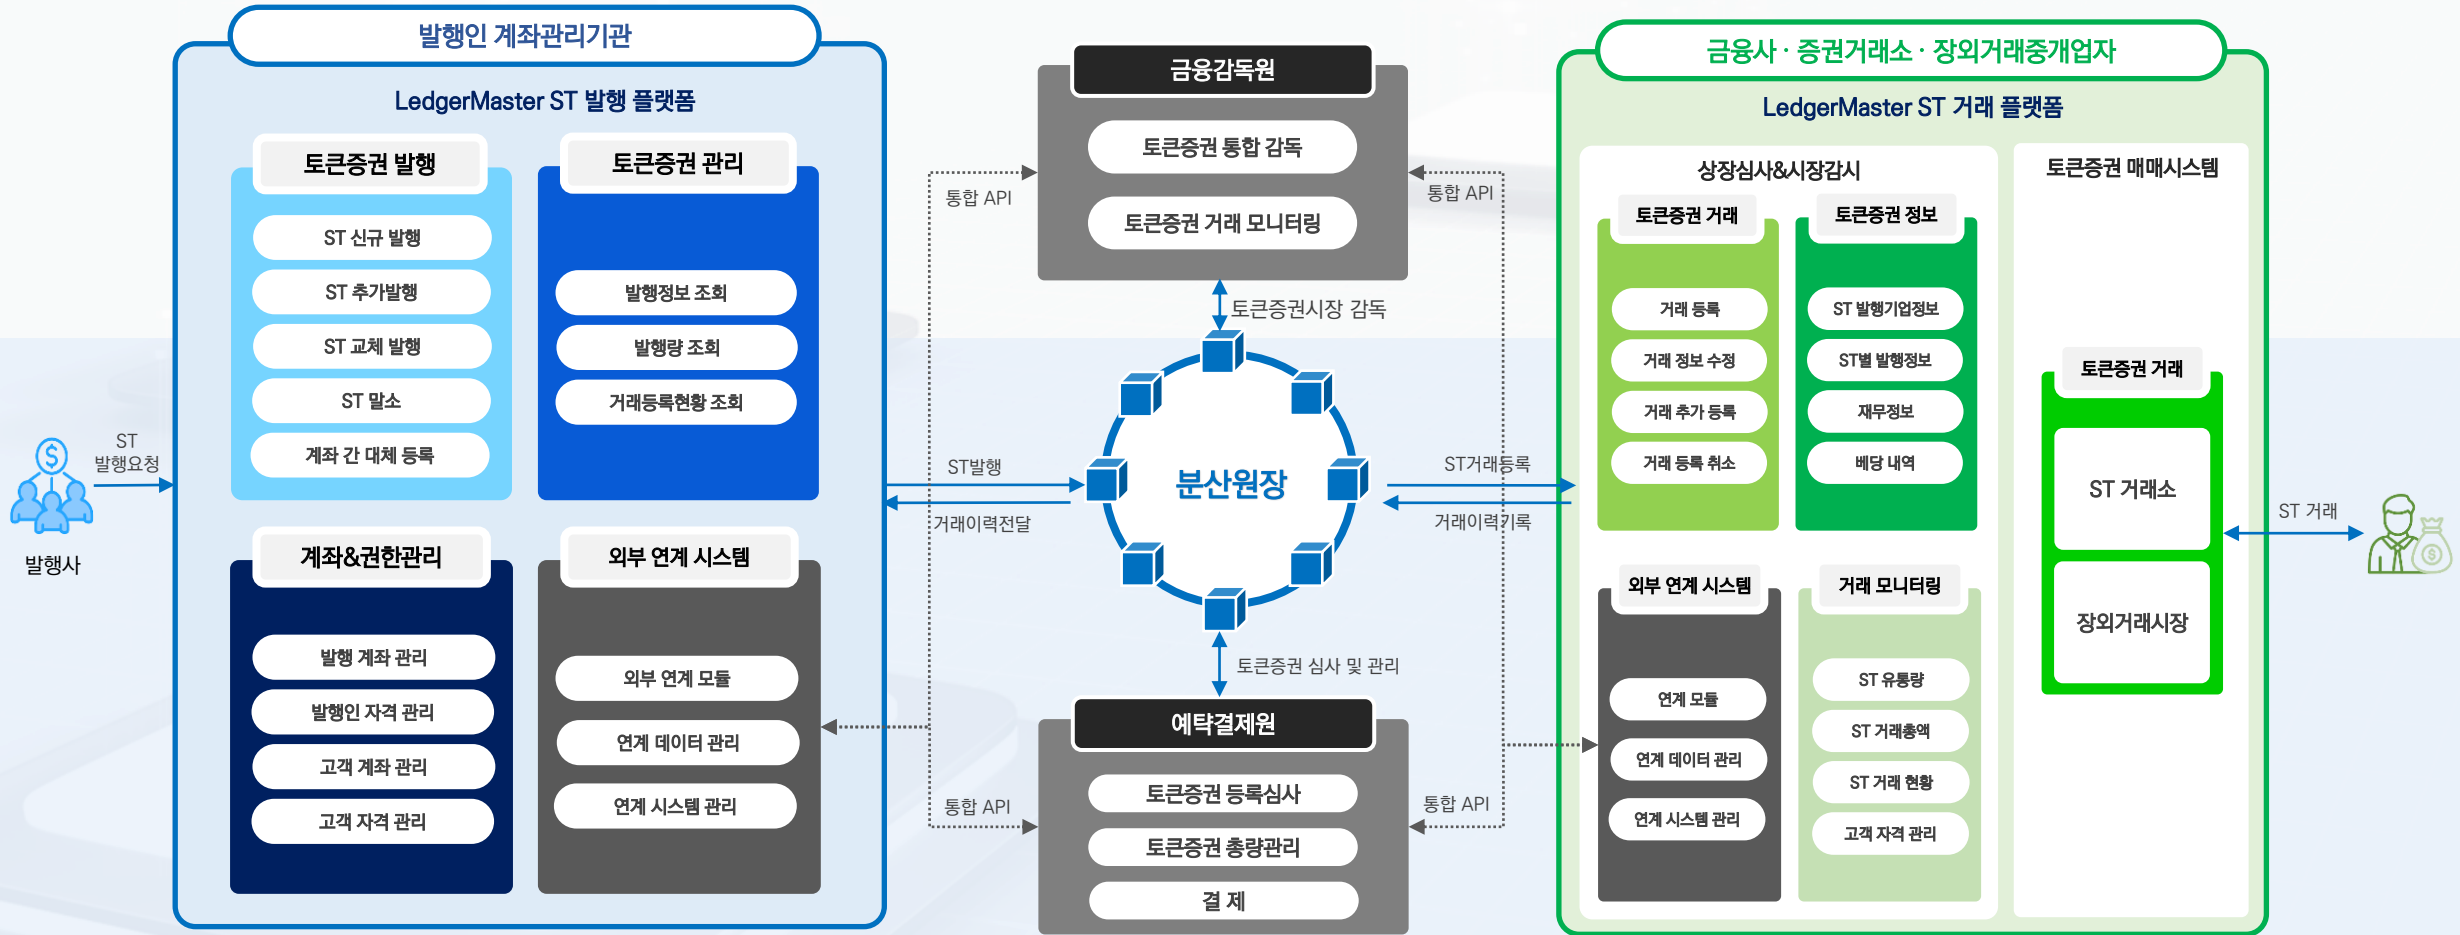 발행인 계좌관리기관
LedgerMaster ST 발행 플랫폼
토큰증권 발행
ST 신규 발행
ST 추가발행
ST 교체 발행
ST 말소
계좌 간 대체 등록
토큰증권 관리
발행정보 조회
발행량 조회
거래등록현황 조회
계좌&권한관리
발행 계좌 관리
발행인 자격 관리
고객 계좌 관리
고객 자격 관리
외부 연계 시스템
외부 연계 모듈
연계 데이터 관리
연계 시스템 관리
ST
발행요청
발행사
금융감독원
토큰증권 통합 감독
토큰증권 거래 모니터링
통합 API
통합 API
토큰증권시장 감독
분산원장
ST발행
거래이력전달
ST거래등록
거래이력기록
토큰증권 심사 및 관리
예탁결제원
토큰증권 등록심사
토큰증권 총량관리
결 제
통합 API
통합 API
금융사 · 증권거래소 · 장외거래중개업자
LedgerMaster ST 거래 플랫폼
상장심사&시장감시
토큰증권 거래
거래 등록
거래 정보 수정
거래 추가 등록
거래 등록 취소
토큰증권 정보
ST 발행기업정보
ST별 발행정보
재무정보
베당 내역
외부 연계 시스템
연계 모듈
연계 데이터 관리
연계 시스템 관리
거래 모니터링
ST 유통량
ST 거래총액
ST 거래 현황
고객 자격 관리
토큰증권 매매시스템
토큰증권 거래
ST 거래소
장외거래시장
ST 거래